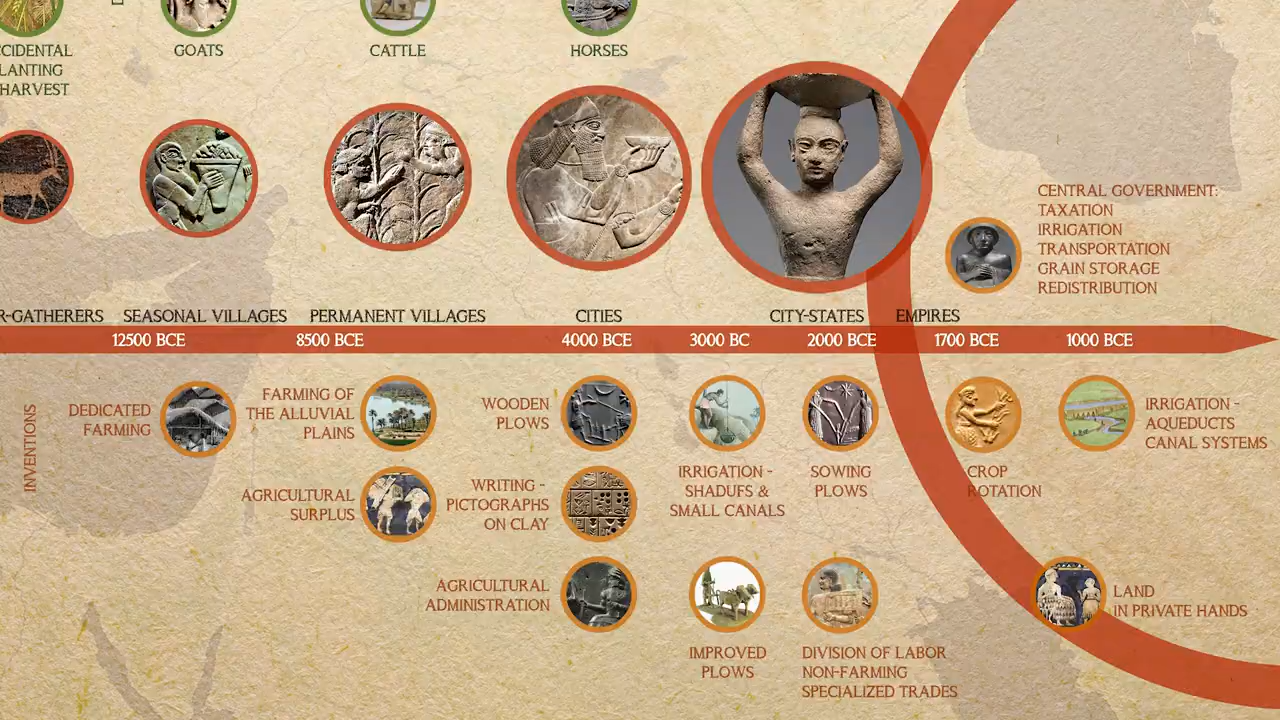 CCIDENTAL
LANTING
HARVEST
GOATS
CATTLE
HORSES
CENTRAL GOVERNMENT:
TAXATION
IRRIGATION
TRANSPORTATION
GRAIN STORAGE
REDISTRIBUTION
R-GATHERERS
SEASONAL VILLAGES
PERMANENT VILLAGES
CITIES
CITY-STATES
EMPIRES
12500 BCE
8500 BCE
4000 BCE
3000 BC
2000 BCE
1700 BCE
1000 BCE
INVENTIONS
DEDICATED
FARMING
FARMING OF
THE ALLUVIAL
PLAINS
WOODEN
PLOWS
IRRIGATION -
SHADUFS &
SMALL CANALS
SOWING
PLOWS
CROP
ROTATION
IRRIGATION -
AQUEDUCTS
CANAL SYSTEMS
AGRICULTURAL
SURPLUS
WRITING -
PICTOGRAPHS
ON CLAY
AGRICULTURAL
ADMINISTRATION
IMPROVED
PLOWS
DIVISION OF LABOR
NON-FARMING
SPECIALIZED TRADES
LAND
IN PRIVATE HANDS